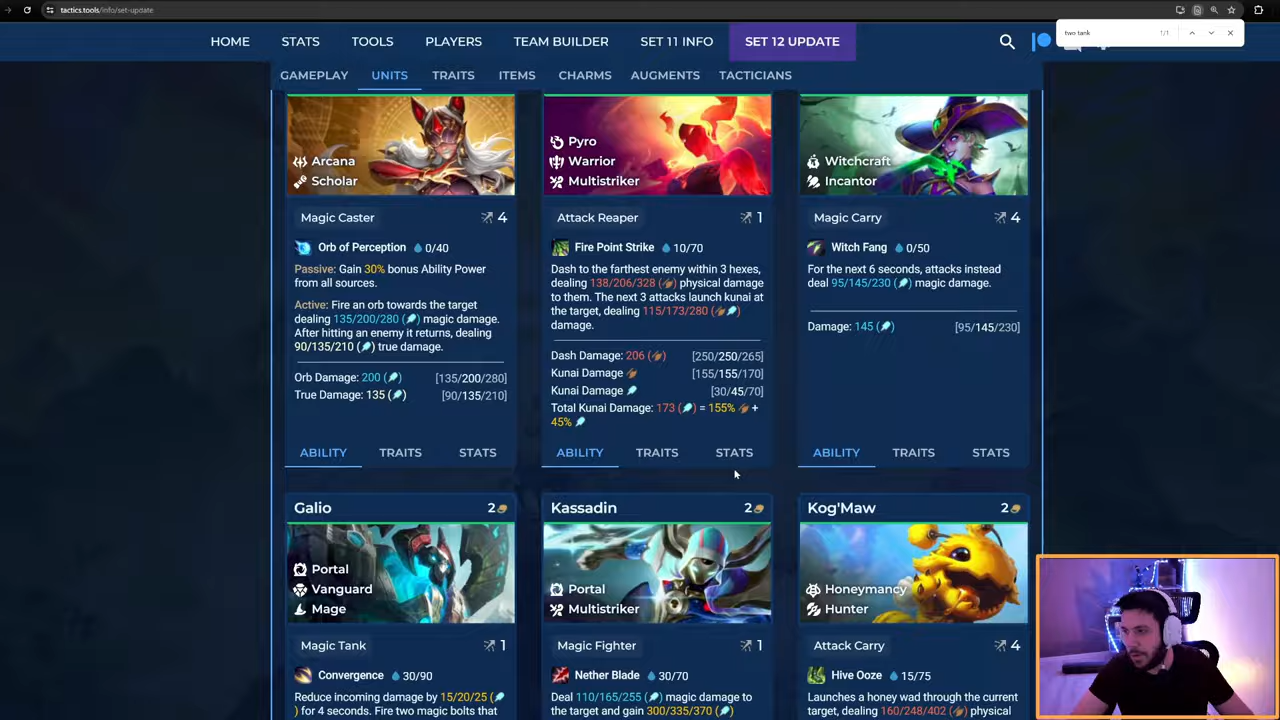 tactics.tools/info/set-update
two tank
1/1
HOME STATS TOOLS PLAYERS TEAM BUILDER SET 11 INFO SET 12 UPDATE
GAMEPLAY UNITS TRAITS ITEMS CHARMS AUGMENTS TACTICIANS
Arcana
Scholar
Magic Caster 4
Orb of Perception 0/40
Passive: Gain 30% bonus Ability Power
from all sources.
Active: Fire an orb towards the target
dealing 135/200/280 ( ) magic damage.
After hitting an enemy it returns, dealing
90/135/210 ( ) true damage.
Orb Damage: 200 ( ) [135/200/280]
True Damage: 135 ( ) [90/135/210]
ABILITY TRAITS STATS
Pyro
Warrior
Multistriker
Attack Reaper 1
Fire Point Strike 10/70
Dash to the farthest enemy within 3 hexes,
dealing 138/206/328 ( ) physical damage
to them. The next 3 attacks launch kunai at
the target, dealing 115/173/280 ( )
damage.
Dash Damage: 206 ( ) [250/250/265]
Kunai Damage [155/155/170]
Kunai Damage [30/45/70]
Total Kunai Damage: 173 ( ) = 155% +
45%
ABILITY TRAITS STATS
Witchcraft
Incantor
Magic Carry 4
Witch Fang 0/50
For the next 6 seconds, attacks instead
deal 95/145/230 ( ) magic damage.
Damage: 145 ( ) [95/145/230]
ABILITY TRAITS STATS
Galio 2
Portal
Vanguard
Mage
Magic Tank 1
Convergence 30/90
Reduce incoming damage by 15/20/25 (
) for 4 seconds. Fire two magic bolts that
Kassadin 2
Portal
Multistriker
Magic Fighter 1
Nether Blade 30/70
Deal 110/165/255 ( ) magic damage to
the target and gain 300/335/370 ( )
Kog'Maw 2
Honeymancy
Hunter
Attack Carry 4
Hive Ooze 15/75
Launches a honey wad through the current
target, dealing 160/248/402 ( ) physical